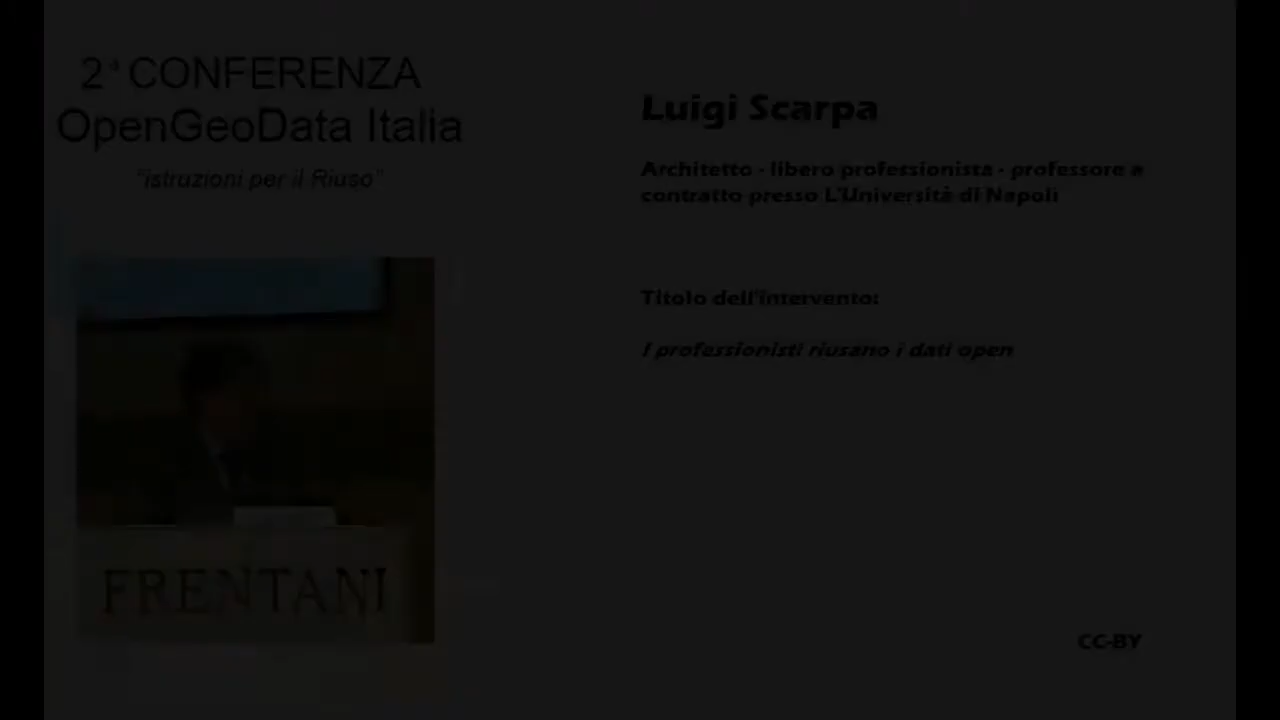 2ª CONFERENZA
OpenGeoData Italia
"istruzioni per il Riuso"
Luigi Scarpa
Architetto - libero professionista - professore a
contratto presso L'Università di Napoli
Titolo dell'intervento:
I professionisti riusano i dati open
FRENTANI
CC-BY